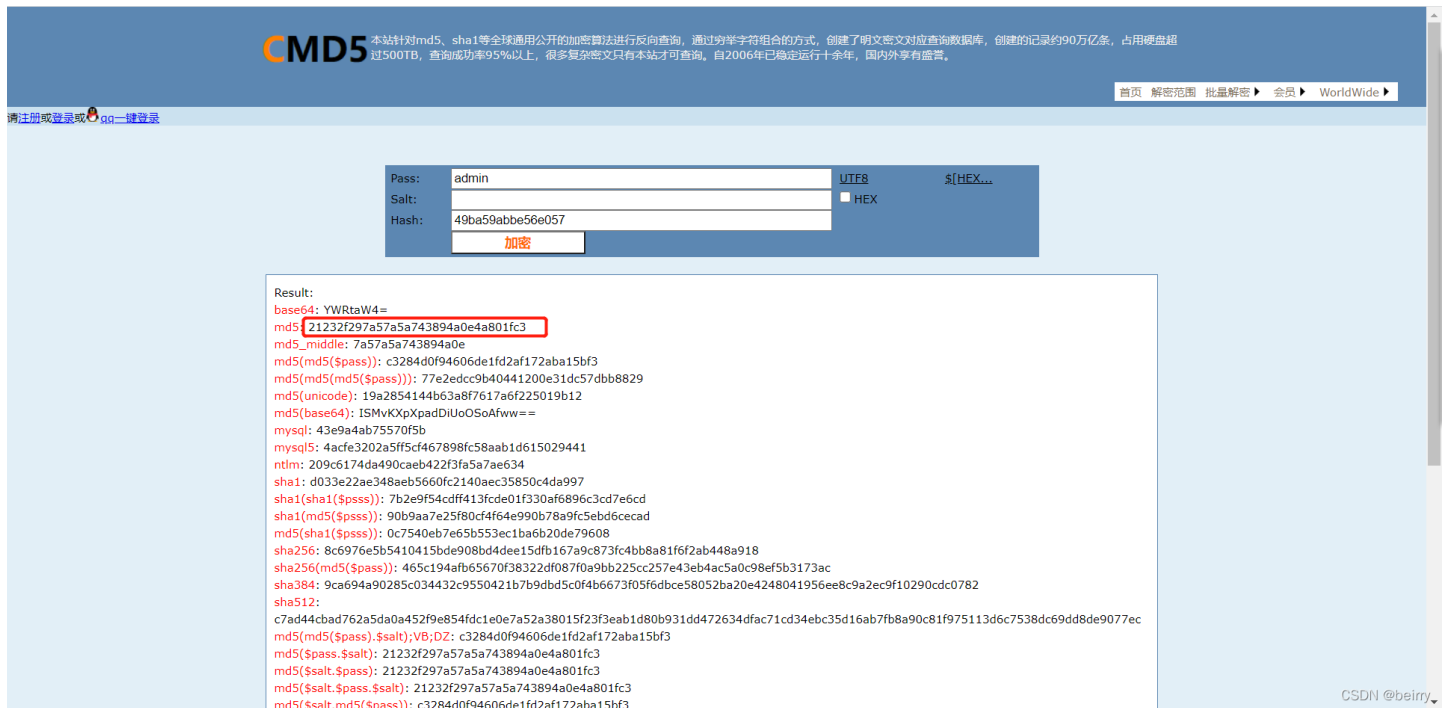 CMD5 本站针对md5、sha1等全球通用公开的加密算法进行反向查询，通过穷举字符组合的方式，创建了明文密文对应查询数据库，创建的记录约90万亿条，占用硬盘超
过500TB，查询成功率95%以上，很多复杂密文只有本站才可查询。自2006年已稳定运行十余年，国内外享有盛誉。
首页 解密范围 批量解密 会员 WorldWide
请注册或登录或qq一键登录
Pass: admin UTF8 $[HEX...
Salt: HEX
Hash: 49ba59abbe56e057
加密
Result:
base64: YWRtaW4=
md5: 21232f297a57a5a743894a0e4a801fc3
md5_middle: 7a57a5a743894a0e
md5(md5($pass)): c3284d0f94606de1fd2af172aba15bf3
md5(md5(md5($pass))): 77e2edcc9b40441200e31dc57dbb8829
md5(unicode): 19a2854144b63a8f7617a6f225019b12
md5(base64): ISMvKXpXpadDiUoOSoAfww==
mysql: 43e9a4ab75570f5b
mysql5: 4acfe3202a5ff5cf467898fc58aab1d615029441
ntlm: 209c6174da490caeb422f3fa5a7ae634
sha1: d033e22ae348aeb5660fc2140aec35850c4da997
sha1(sha1($psss)): 7b2e9f54cdff413fcde01f330af6896c3cd7e6cd
sha1(md5($psss)): 90b9aa7e25f80cf4f64e990b78a9fc5ebd6cecad
md5(sha1($psss)): 0c7540eb7e65b553ec1ba6b20de79608
sha256: 8c6976e5b5410415bde908bd4dee15dfb167a9c873fc4bb8a81f6f2ab448a918
sha256(md5($pass)): 465c194afb65670f38322df087f0a9bb225cc257e43eb4ac5a0c98ef5b3173ac
sha384: 9ca694a90285c034432c9550421b7b9dbd5c0f4b6673f05f6dbce58052ba20e4248041956ee8c9a2ec9f10290cdc0782
sha512:
c7ad44cbad762a5da0a452f9e854fdc1e0e7a52a38015f23f3eab1d80b931dd472634dfac71cd34ebc35d16ab7fb8a90c81f975113d6c7538dc69dd8de9077ec
md5(md5($pass).$salt);VB;DZ: c3284d0f94606de1fd2af172aba15bf3
md5($pass.$salt): 21232f297a57a5a743894a0e4a801fc3
md5($salt.$pass): 21232f297a57a5a743894a0e4a801fc3
md5($salt.$pass.$salt): 21232f297a57a5a743894a0e4a801fc3
md5($salt.md5($pass)): c3284d0f94606de1fd2af172aba15bf3
CSDN @beirry